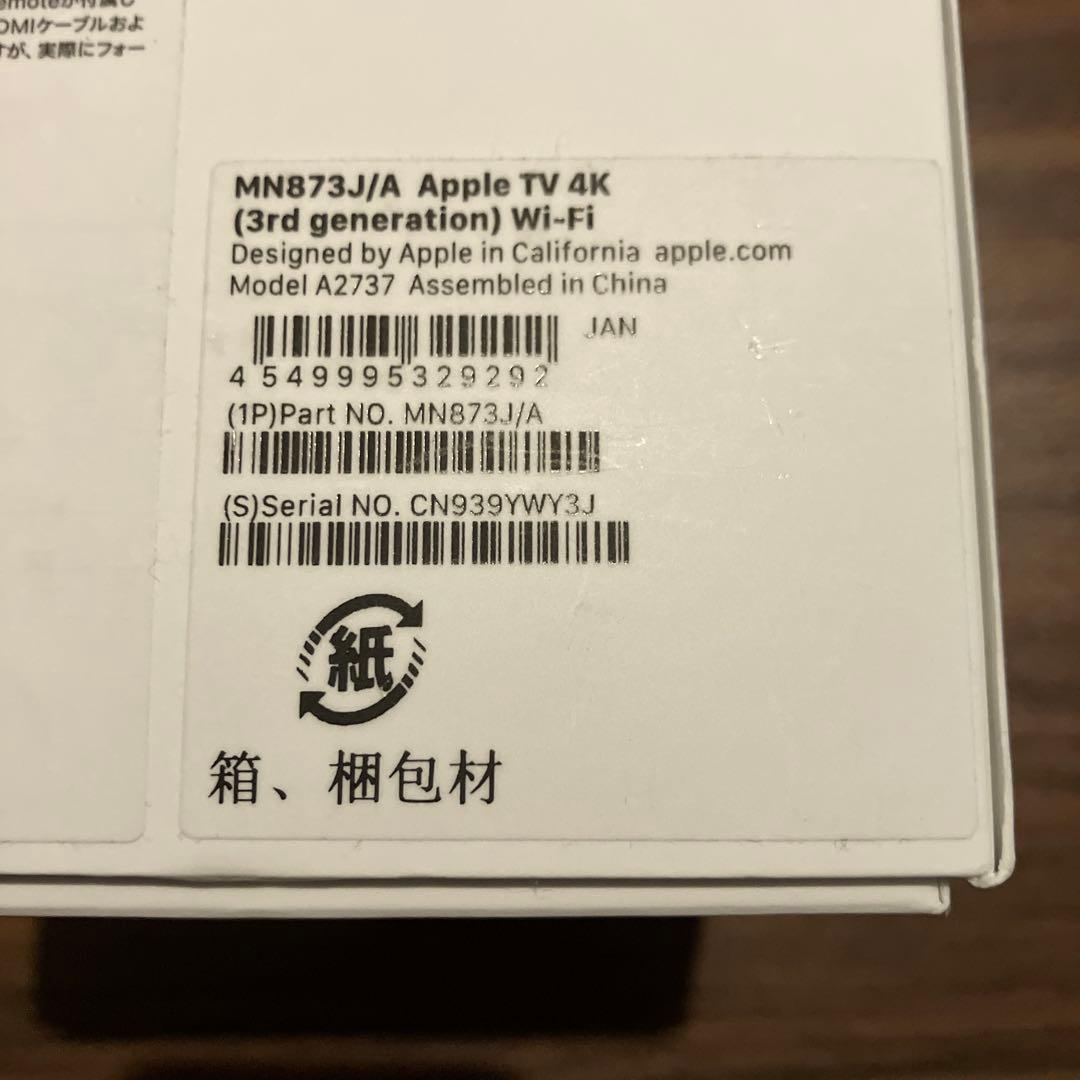 emoteが付属し
DMIケーブルおよ
すが、実際にフォー
MN873J/A Apple TV 4K
(3rd generation) Wi-Fi
Designed by Apple in California apple.com
Model A2737 Assembled in China
JAN
4549995329292
(1P)Part NO. MN873J/A
(S)Serial NO. CN939YWY3J
紙
箱、梱包材